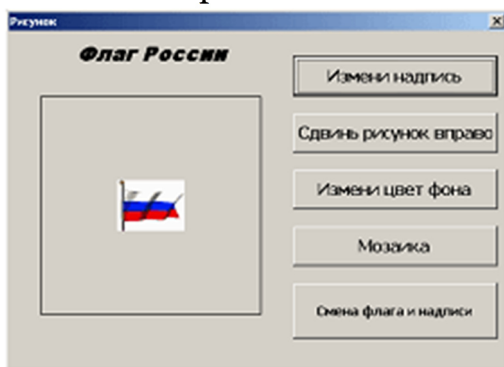 Рисунок
Флаг России
Измени надпись
Сдвинь рисунок вправо
Измени цвет фона
Мозаика
Смена флага и надписи